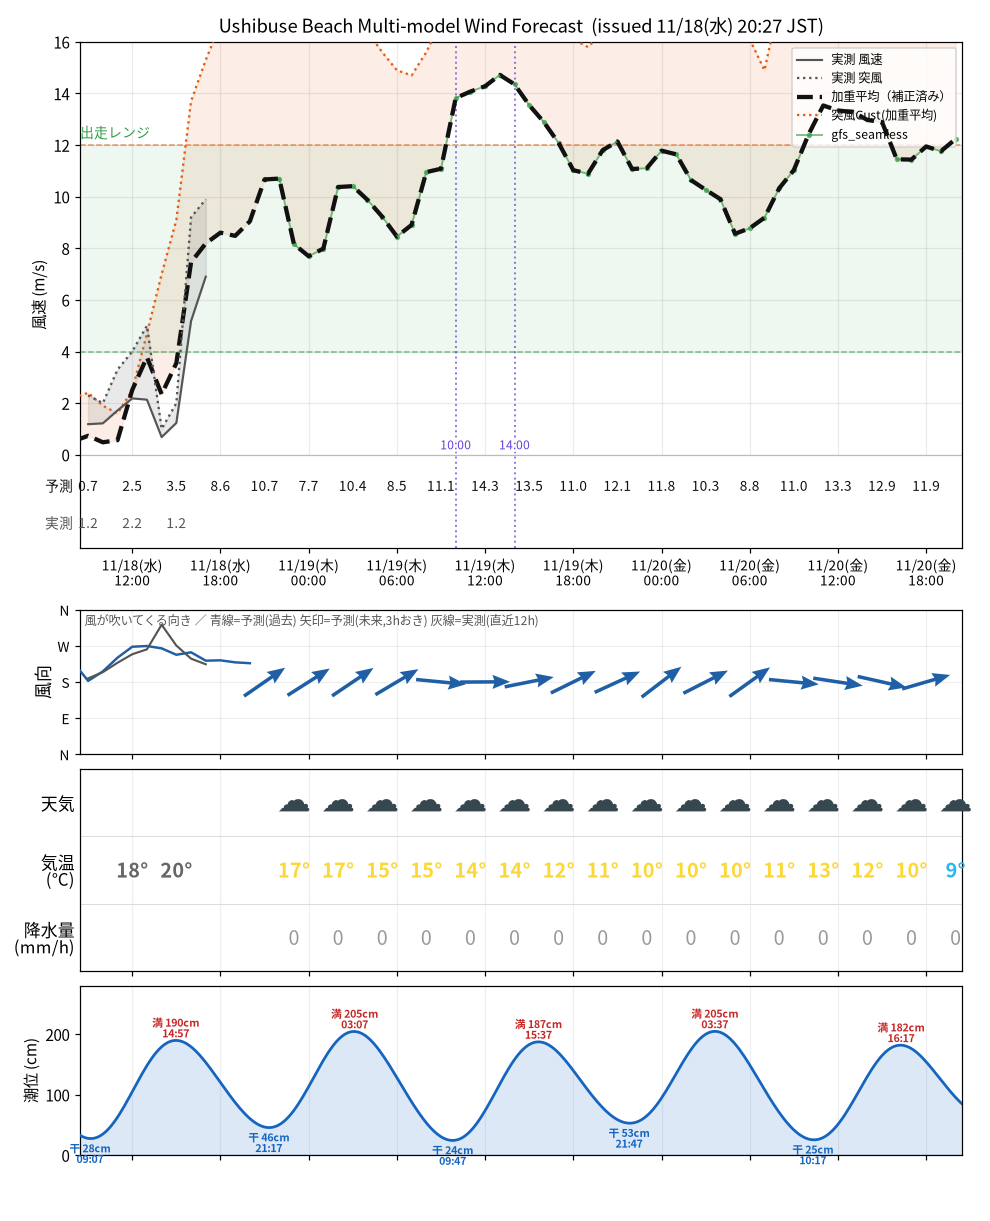 Ushibuse Beach Multi-model Wind Forecast (issued 11/18(水) 20:27 JST)
風速 (m/s)
16
14
12
10
8
6
4
2
0
出走レンジ
実測 風速
実測 突風
加重平均（補正済み）
突風Gust(加重平均)
gfs_seamless
10:00 14:00
予測 0.7 2.5 3.5 8.6 10.7 7.7 10.4 8.5 11.1 14.3 13.5 11.0 12.1 11.8 10.3 8.8 11.0 13.3 12.9 11.9
実測 1.2 2.2 1.2
11/18(水) 11/18(水) 11/19(木) 11/19(木) 11/19(木) 11/19(木) 11/20(金) 11/20(金) 11/20(金) 11/20(金)
12:00 18:00 00:00 06:00 12:00 18:00 00:00 06:00 12:00 18:00
風向
N
W
S
E
N
風が吹いてくる向き ／ 青線=予測(過去) 矢印=予測(未来,3hおき) 灰線=実測(直近12h)
天気
気温
(°C)
18° 20° 17° 17° 15° 15° 14° 14° 12° 11° 10° 10° 10° 11° 13° 12° 10° 9°
降水量
(mm/h)
0 0 0 0 0 0 0 0 0 0 0 0 0 0 0 0
潮位 (cm)
200
100
0
満 190cm
14:57
満 205cm
03:07
満 187cm
15:37
満 205cm
03:37
満 182cm
16:17
干 28cm
09:07
干 46cm
21:17
干 24cm
09:47
干 53cm
21:47
干 25cm
10:17